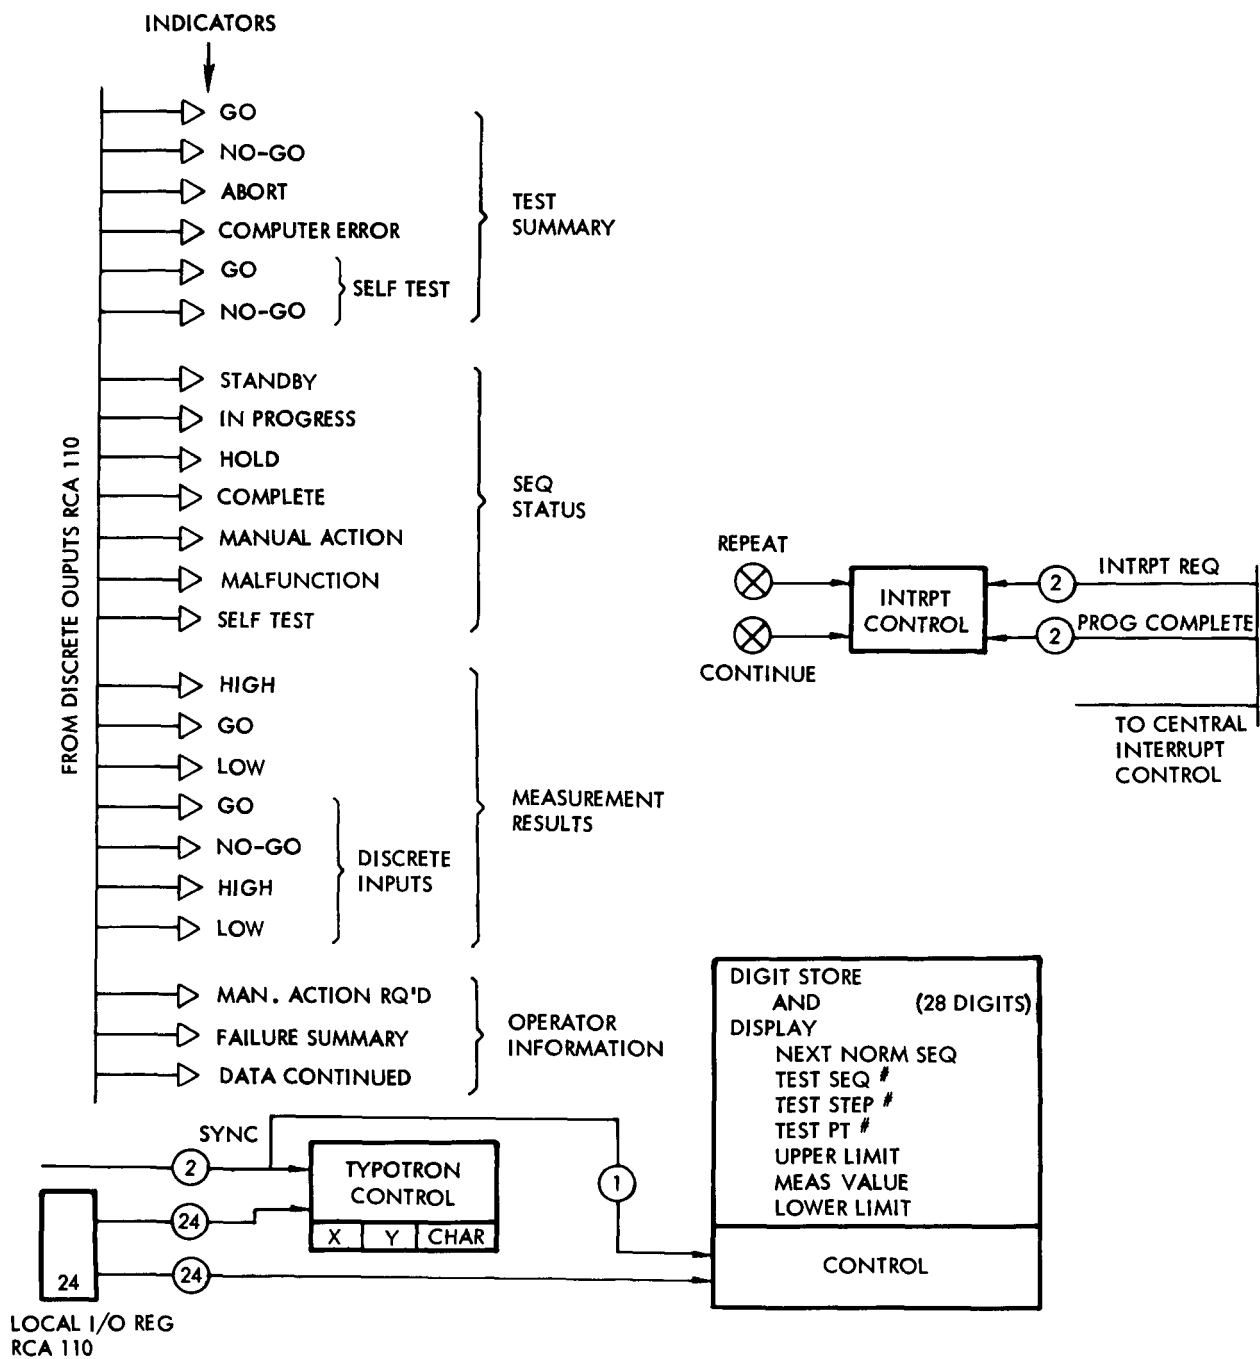 INDICATORS
GO
NO-GO
ABORT
COMPUTER ERROR
GO
NO-GO
SELF TEST
TEST
SUMMARY
STANDBY
IN PROGRESS
HOLD
COMPLETE
MANUAL ACTION
MALFUNCTION
SELF TEST
SEQ
STATUS
FROM DISCRETE OUPUTS RCA 110
HIGH
GO
LOW
GO
NO-GO
HIGH
LOW
DISCRETE
INPUTS
MEASUREMENT
RESULTS
MAN. ACTION RQ'D
FAILURE SUMMARY
DATA CONTINUED
OPERATOR
INFORMATION
REPEAT
CONTINUE
INTRPT
CONTROL
2
INTRPT REQ
2
PROG COMPLETE
TO CENTRAL
INTERRUPT
CONTROL
SYNC
2
24
24
24
LOCAL I/O REG
RCA 110
TYPOTRON
CONTROL
X Y CHAR
1
DIGIT STORE
AND (28 DIGITS)
DISPLAY
NEXT NORM SEQ
TEST SEQ #
TEST STEP #
TEST PT #
UPPER LIMIT
MEAS VALUE
LOWER LIMIT
CONTROL